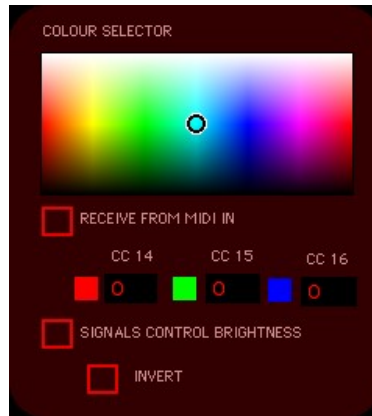 COLOUR SELECTOR
RECEIVE FROM MIDI IN
CC 14 CC 15 CC 16
0 0 0
SIGNALS CONTROL BRIGHTNESS
INVERT